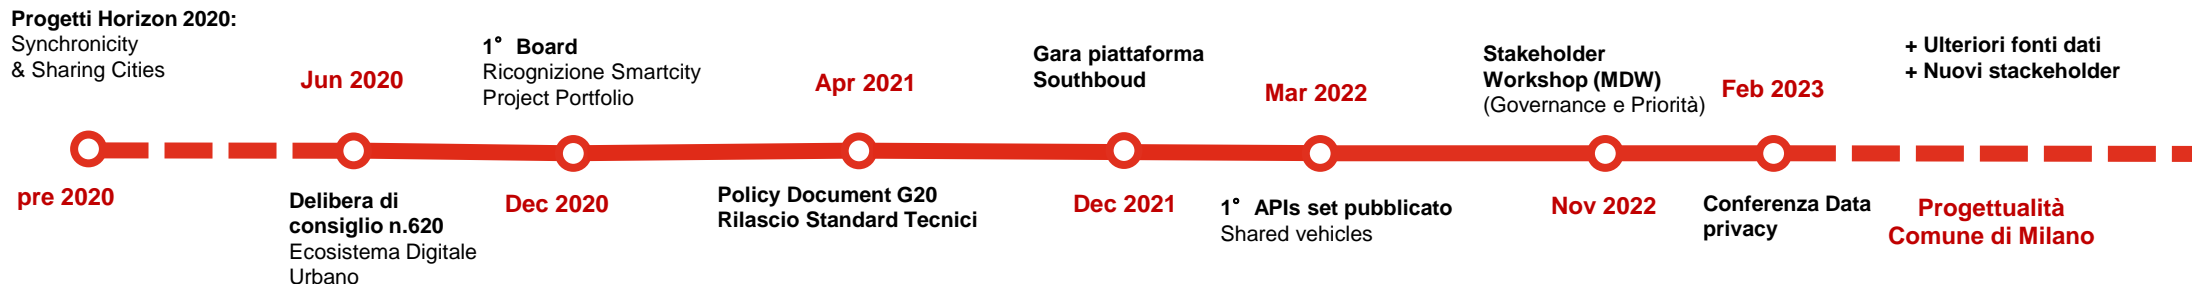 Progetti Horizon 2020:
Synchronicity
& Sharing Cities
pre 2020
Jun 2020
Delibera di
consiglio n.620
Ecosistema Digitale
Urbano
1° Board
Ricognizione Smartcity
Project Portfolio
Dec 2020
Apr 2021
Policy Document G20
Rilascio Standard Tecnici
Gara piattaforma
Southboud
Dec 2021
Mar 2022
1° APIs set pubblicato
Shared vehicles
Stakeholder
Workshop (MDW)
(Governance e Priorità)
Nov 2022
Feb 2023
Conferenza Data
privacy
+ Ulteriori fonti dati
+ Nuovi stackeholder
Progettualità
Comune di Milano